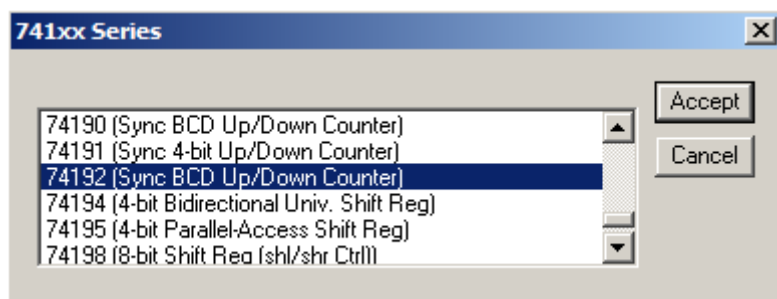 741xx Series
74190 (Sync BCD Up/Down Counter)
74191 (Sync 4-bit Up/Down Counter)
74192 (Sync BCD Up/Down Counter)
74194 (4-bit Bidirectional Univ. Shift Reg)
74195 (4-bit Parallel-Access Shift Reg)
74198 (8-bit Shift Reg (shl/shr Ctrl))
Accept
Cancel